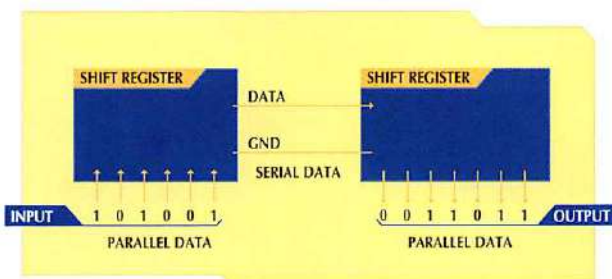 SHIFT REGISTER SHIFT REGISTER
DATA
GND
SERIAL DATA
INPUT 1 0 1 0 0 1 0 0 1 1 0 1 1 OUTPUT
PARALLEL DATA PARALLEL DATA